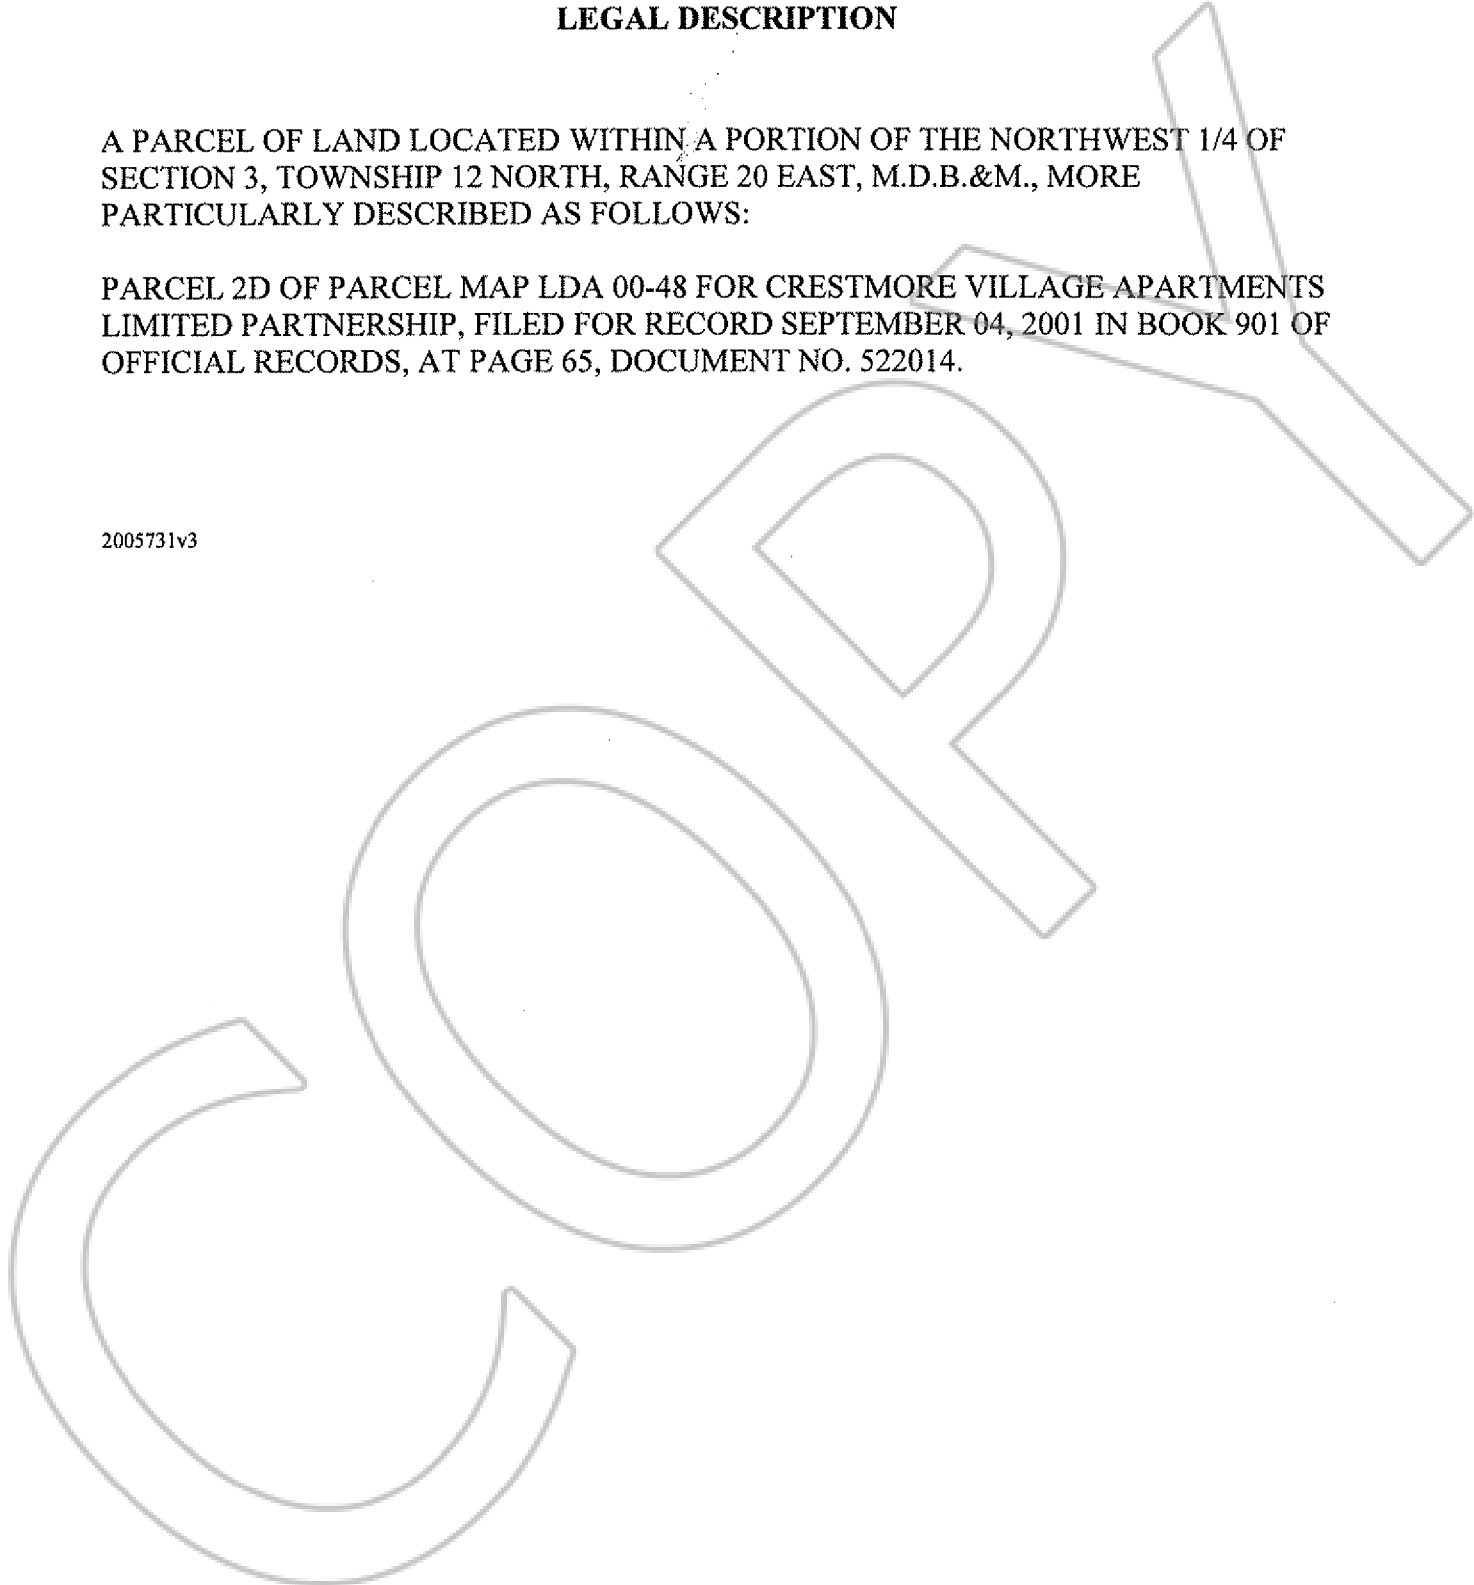 LEGAL DESCRIPTION
A PARCEL OF LAND LOCATED WITHIN A PORTION OF THE NORTHWEST 1/4 OF
SECTION 3, TOWNSHIP 12 NORTH, RANGE 20 EAST, M.D.B.&M., MORE
PARTICULARLY DESCRIBED AS FOLLOWS:
PARCEL 2D OF PARCEL MAP LDA 00-48 FOR CRESTMORE VILLAGE APARTMENTS
LIMITED PARTNERSHIP, FILED FOR RECORD SEPTEMBER 04, 2001 IN BOOK 901 OF
OFFICIAL RECORDS, AT PAGE 65, DOCUMENT NO. 522014.
2005731v3
COPY